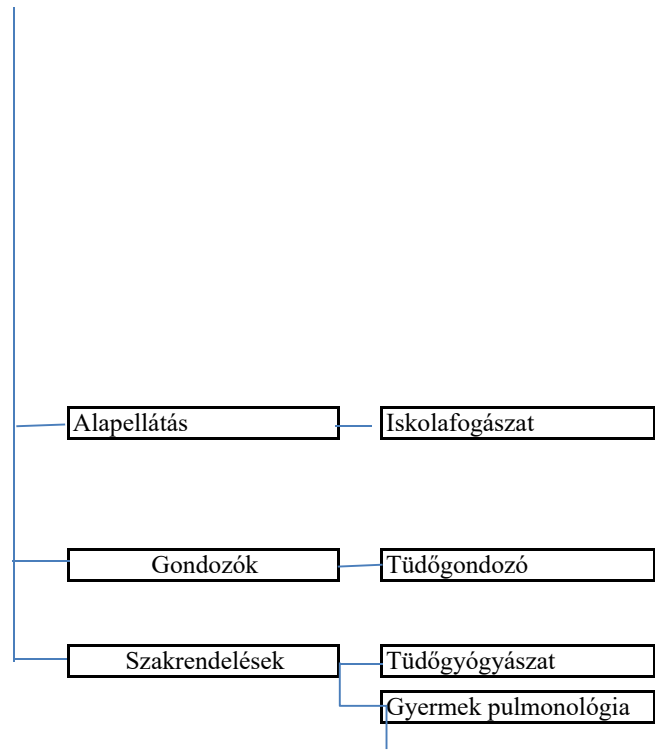 Alapellátás
Iskolafogászat
Gondozók
Tüdőgondozó
Szakrendelések
Tüdőgyógyászat
Gyermek pulmonológia